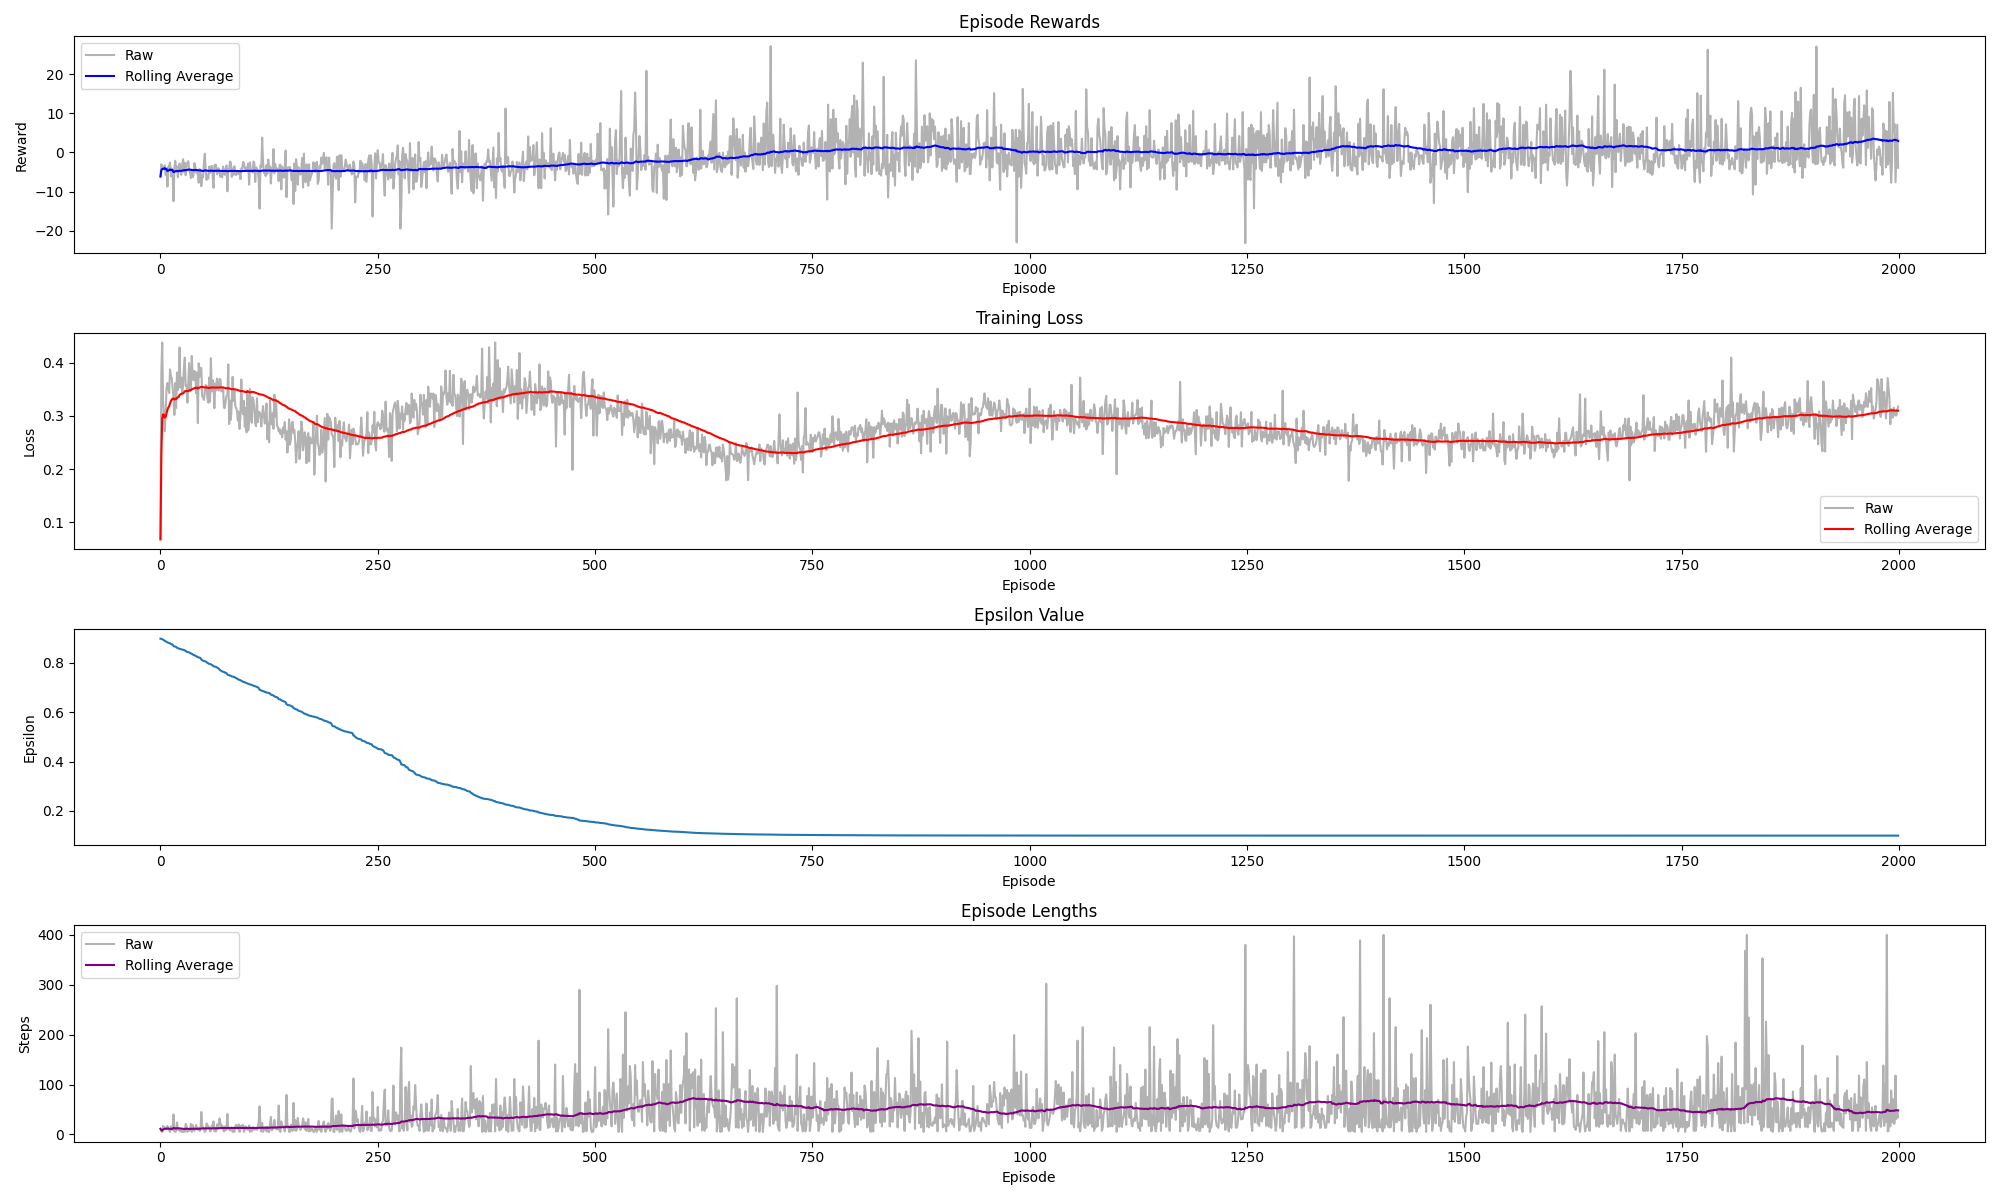 Episode Rewards
Raw
Rolling Average
Reward
20
10
0
−10
−20
0 250 500 750 1000 1250 1500 1750 2000
Episode
Training Loss
Loss
0.4
0.3
0.2
0.1
Raw
Rolling Average
0 250 500 750 1000 1250 1500 1750 2000
Episode
Epsilon Value
Epsilon
0.8
0.6
0.4
0.2
0 250 500 750 1000 1250 1500 1750 2000
Episode
Episode Lengths
Raw
Rolling Average
Steps
400
300
200
100
0
0 250 500 750 1000 1250 1500 1750 2000
Episode